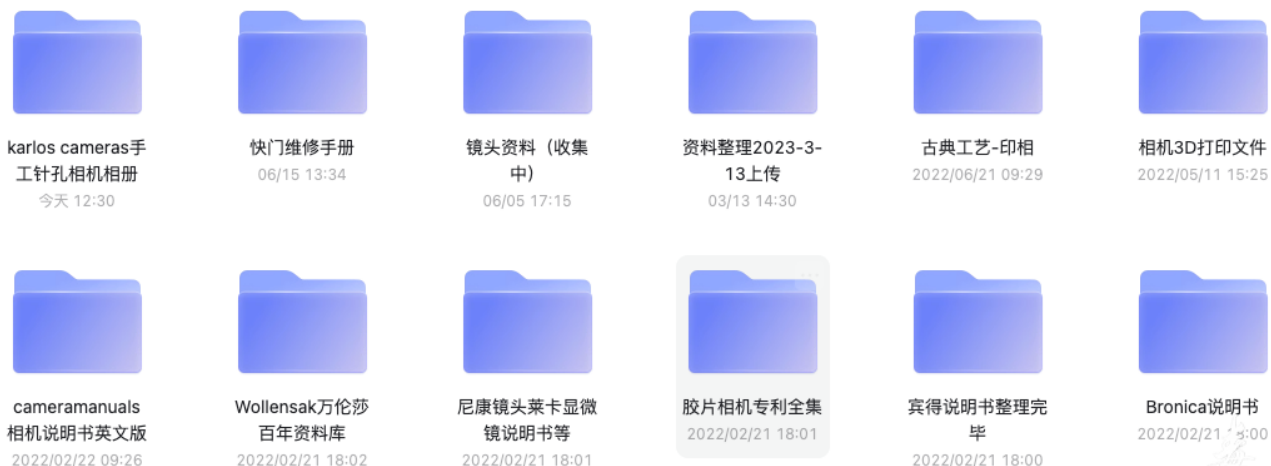 karlos cameras手
工针孔相机相册
今天 12:30
快门维修手册
06/15 13:34
镜头资料（收集
中）
06/05 17:15
资料整理2023-3-
13上传
03/13 14:30
古典工艺-印相
2022/06/21 09:29
相机3D打印文件
2022/05/11 15:25
cameramanuals
相机说明书英文版
2022/02/22 09:26
Wollensak万伦莎
百年资料库
2022/02/21 18:02
尼康镜头莱卡显微
镜说明书等
2022/02/21 18:01
胶片相机专利全集
2022/02/21 18:01
宾得说明书整理完
毕
2022/02/21 18:00
Bronica说明书
2022/02/21